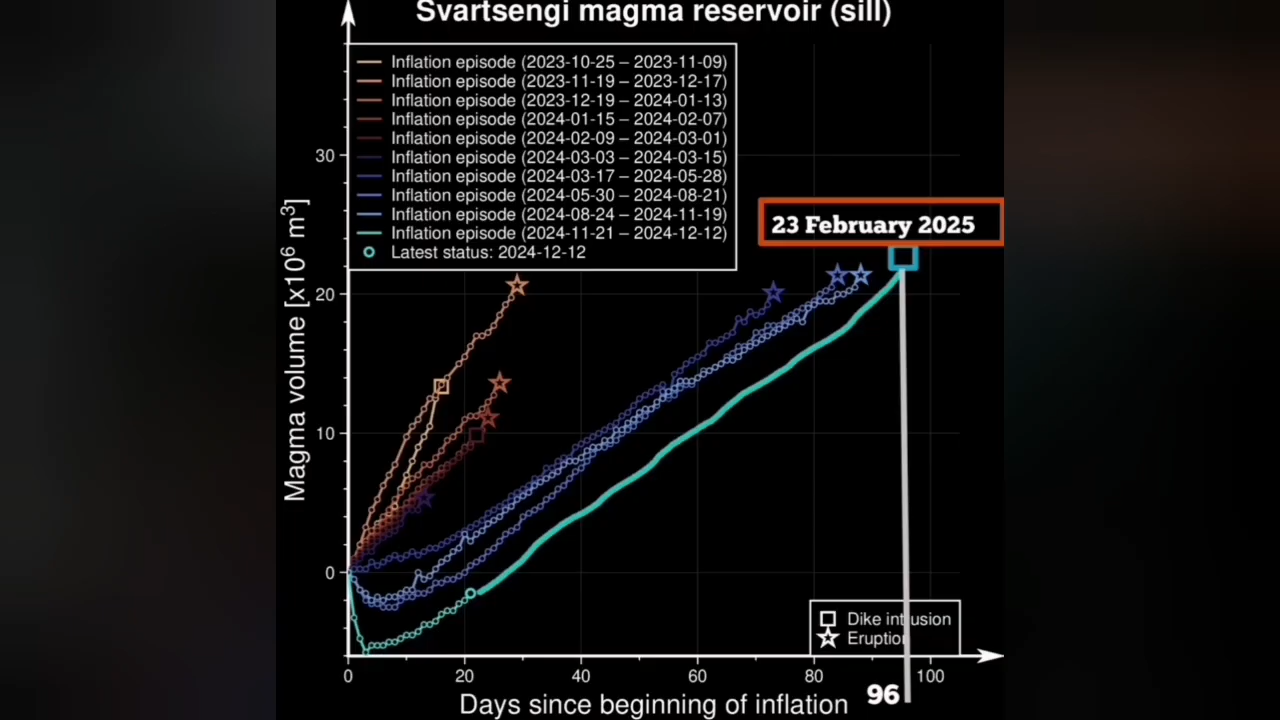 Svartsengi magma reservoir (sill)
Inflation episode (2023-10-25 – 2023-11-09)
Inflation episode (2023-11-19 – 2023-12-17)
Inflation episode (2023-12-19 – 2024-01-13)
Inflation episode (2024-01-15 – 2024-02-07)
Inflation episode (2024-02-09 – 2024-03-01)
Inflation episode (2024-03-03 – 2024-03-15)
Inflation episode (2024-03-17 – 2024-05-28)
Inflation episode (2024-05-30 – 2024-08-21)
Inflation episode (2024-08-24 – 2024-11-19)
Inflation episode (2024-11-21 – 2024-12-12)
Latest status: 2024-12-12
23 February 2025
Magma volume [x10⁶ m³]
30
20
10
0
Dike intrusion
Eruption
0 20 40 60 80 100
Days since beginning of inflation
96